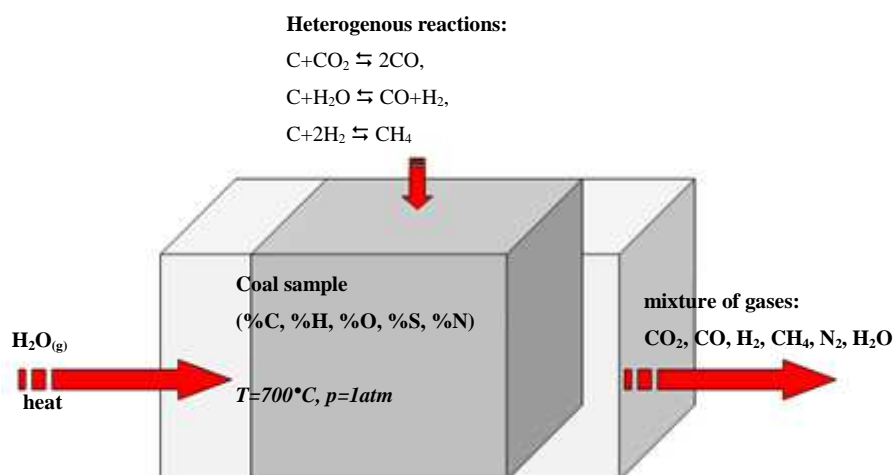 Heterogenous reactions:
C+CO₂ ⇆ 2CO,
C+H₂O ⇆ CO+H₂,
C+2H₂ ⇆ CH₄
Coal sample
(%C, %H, %O, %S, %N)
T=700•C, p=1atm
H₂O(g)
heat
mixture of gases:
CO₂, CO, H₂, CH₄, N₂, H₂O